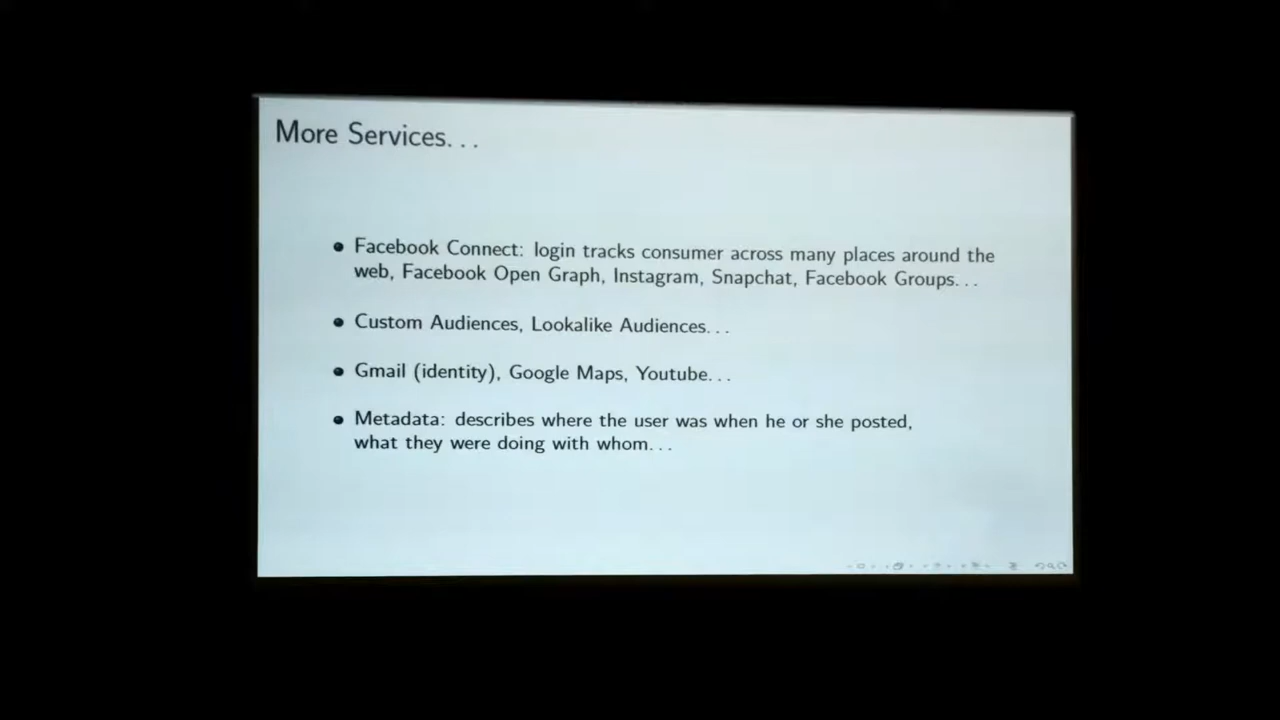 More Services...
Facebook Connect: login tracks consumer across many places around the
web, Facebook Open Graph, Instagram, Snapchat, Facebook Groups...
Custom Audiences, Lookalike Audiences...
Gmail (identity), Google Maps, Youtube...
Metadata: describes where the user was when he or she posted,
what they were doing with whom...